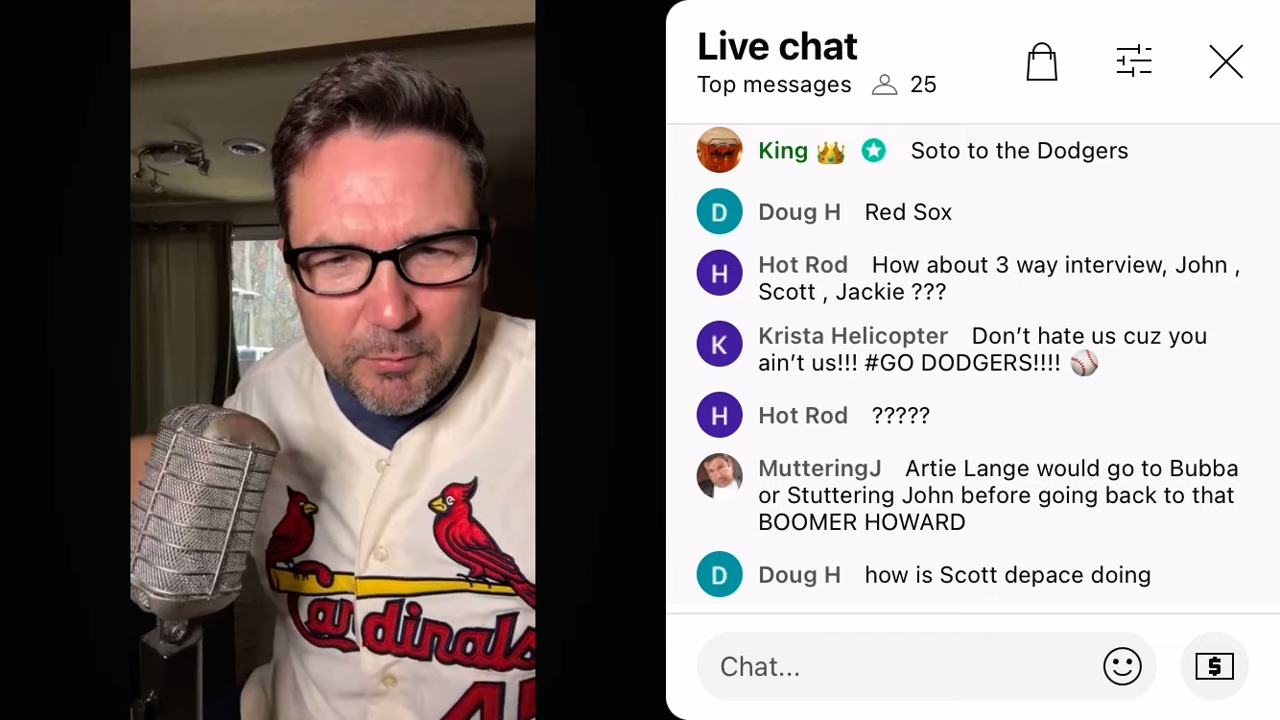 Live chat
Top messages 25
King 👑 Soto to the Dodgers
D Doug H Red Sox
H Hot Rod How about 3 way interview, John ,
Scott , Jackie ???
K Krista Helicopter Don’t hate us cuz you
ain’t us!!! #GO DODGERS!!!! ⚾
H Hot Rod ?????
MutteringJ Artie Lange would go to Bubba
or Stuttering John before going back to that
BOOMER HOWARD
D Doug H how is Scott depace doing
Chat...
$
Cardinals